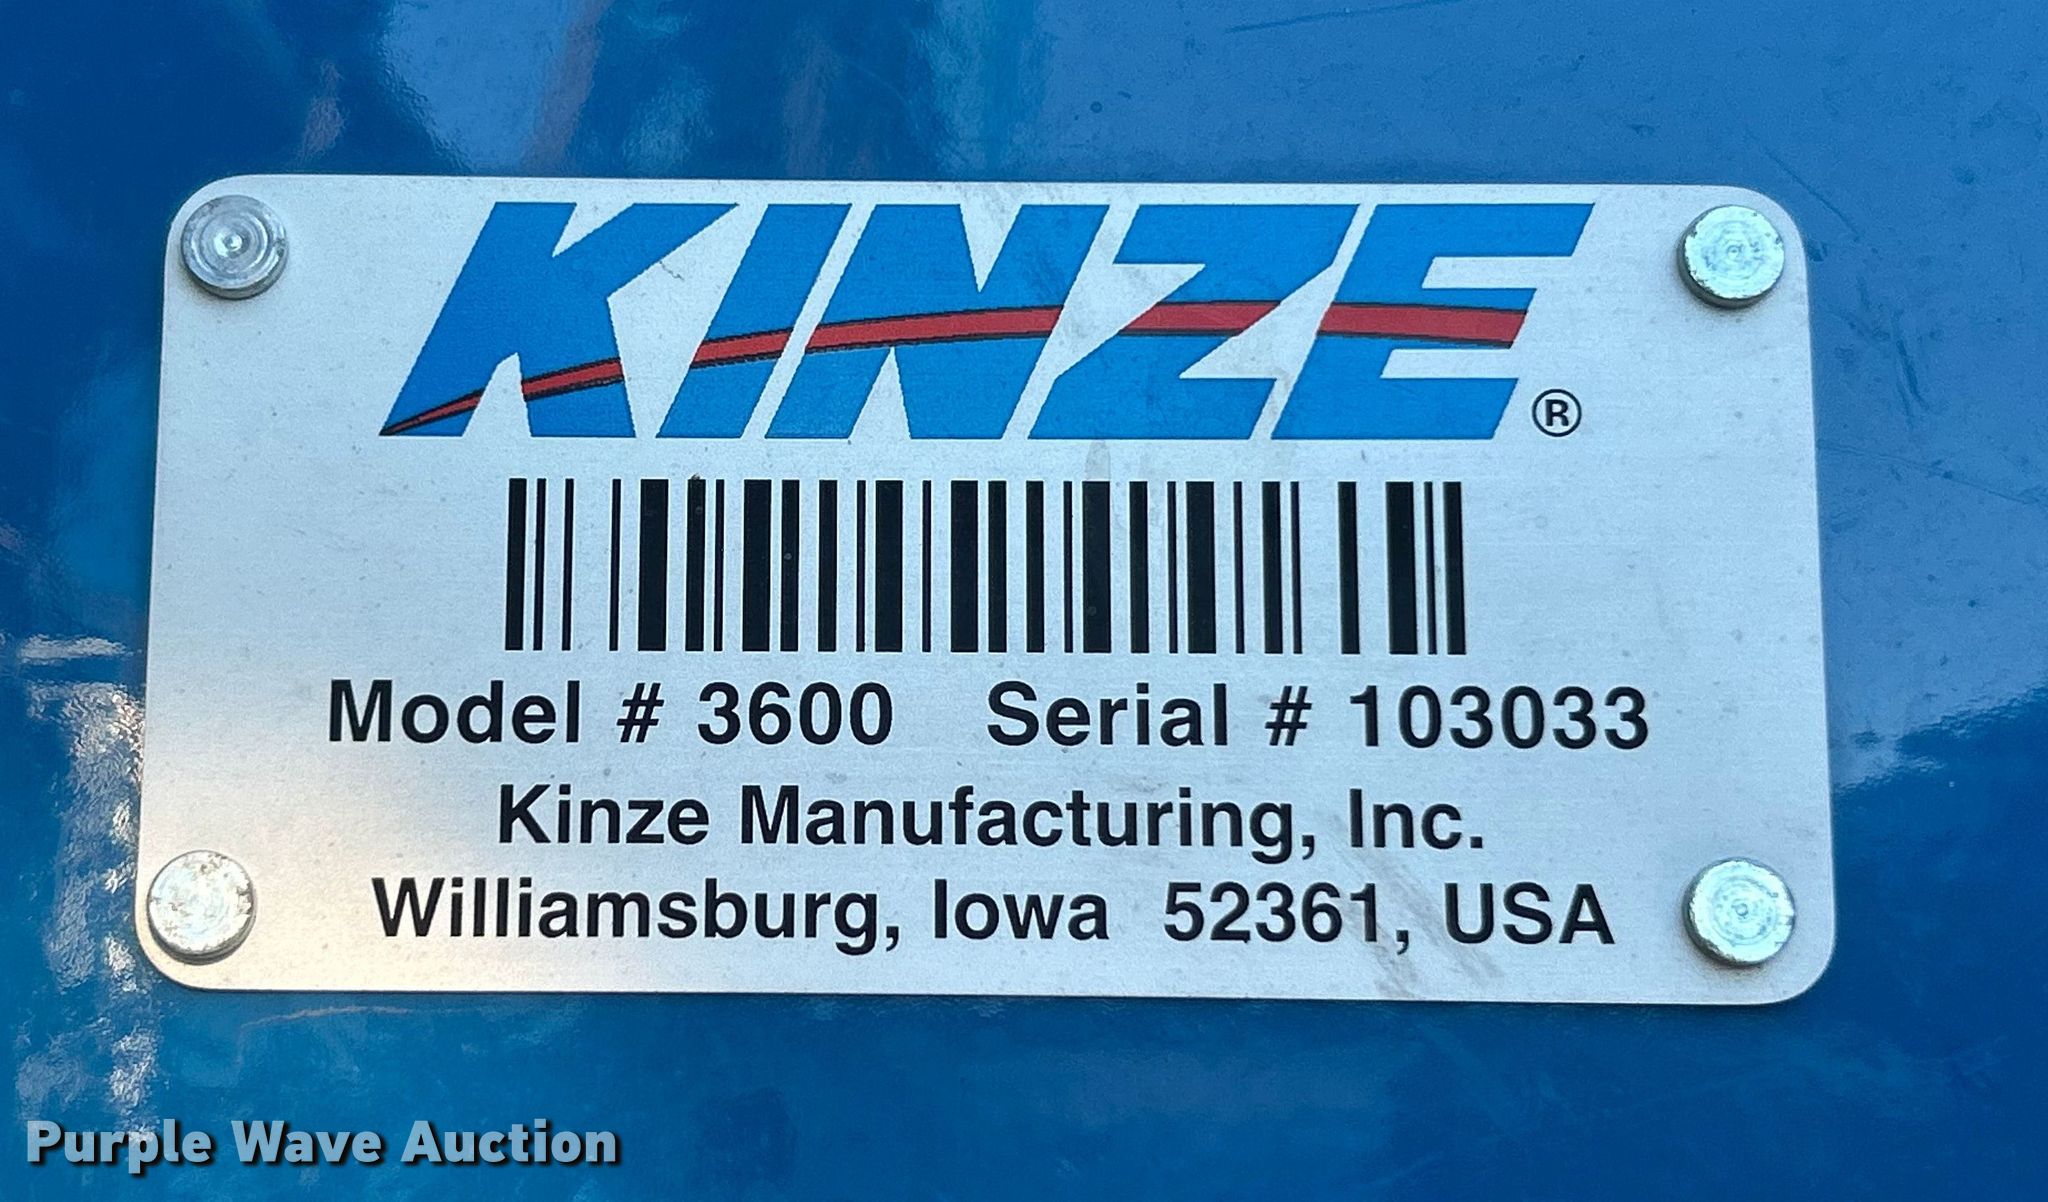 KINZE®
Model # 3600 Serial # 103033
Kinze Manufacturing, Inc.
Williamsburg, Iowa 52361, USA
Purple Wave Auction